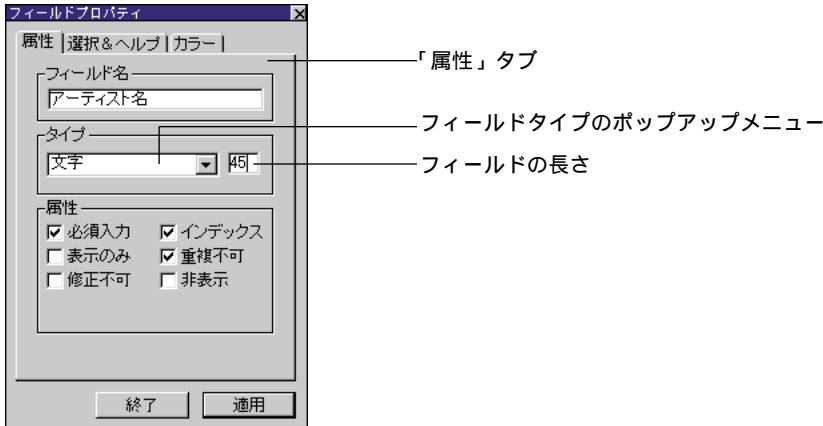 フィールドプロパティ
属性 選択&ヘルプ カラー
「属性」タブ
フィールド名
アーティスト名
タイプ
フィールドタイプのポップアップメニュー
文字 45
フィールドの長さ
属性
必須入力 インデックス
表示のみ 重複不可
修正不可 非表示
終了 適用